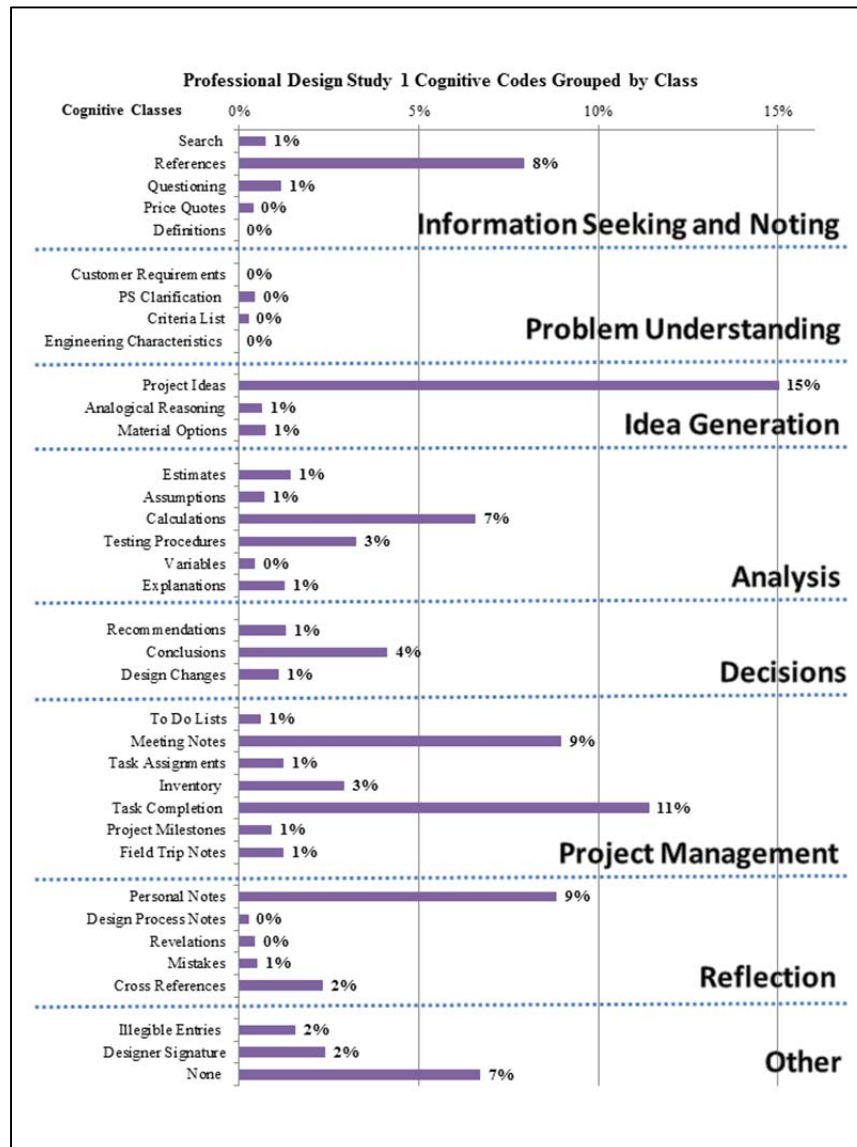 Professional Design Study 1 Cognitive Codes Grouped by Class
Cognitive Classes 0% 5% 10% 15%
Search 1%
References 8%
Questioning 1%
Price Quotes 0%
Definitions 0%
Information Seeking and Noting
Customer Requirements 0%
PS Clarification 0%
Criteria List 0%
Engineering Characteristics 0%
Problem Understanding
Project Ideas 15%
Analogical Reasoning 1%
Material Options 1%
Idea Generation
Estimates 1%
Assumptions 1%
Calculations 7%
Testing Procedures 3%
Variables 0%
Explanations 1%
Analysis
Recommendations 1%
Conclusions 4%
Design Changes 1%
Decisions
To Do Lists 1%
Meeting Notes 9%
Task Assignments 1%
Inventory 3%
Task Completion 11%
Project Milestones 1%
Field Trip Notes 1%
Project Management
Personal Notes 9%
Design Process Notes 0%
Revelations 0%
Mistakes 1%
Cross References 2%
Reflection
Illegible Entries 2%
Designer Signature 2%
None 7%
Other